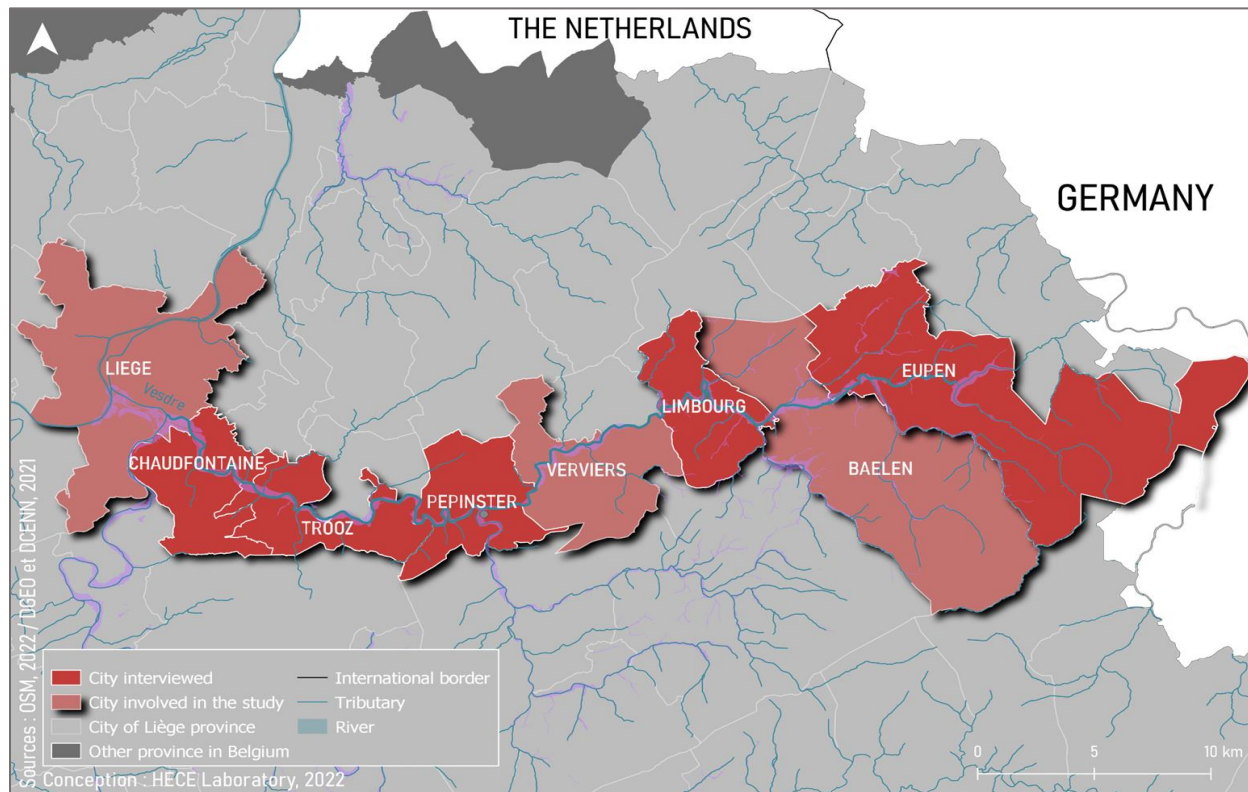 THE NETHERLANDS
GERMANY
LIEGE
Vesdre
CHAUDFONTAINE
TROOZ
PEPINSTER
VERVIERS
LIMBOURG
EUPEN
BAELEN
City interviewed
City involved in the study
City of Liège province
Other province in Belgium
International border
Tributary
River
0 5 10 km
Sources : OSM, 2022 / DGEO et DCENN, 2021
Conception : HECE Laboratory, 2022